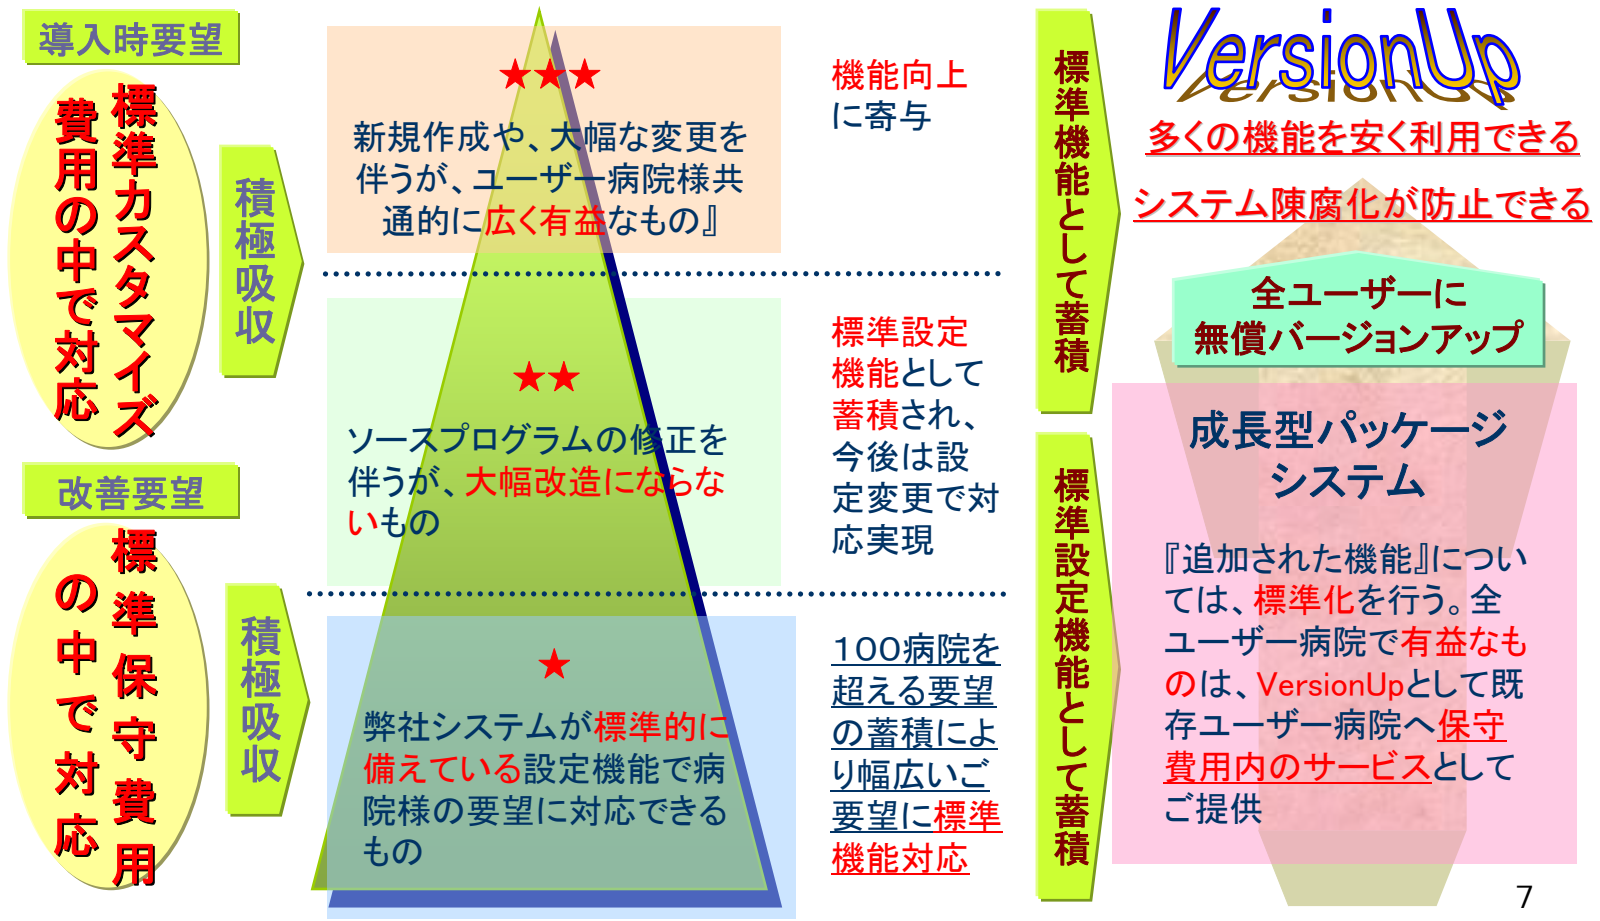 導入時要望
標準カスタマイズ
費用の中で対応
積極吸収
改善要望
標準保守費用
の中で対応
積極吸収
★★★
新規作成や、大幅な変更を
伴うが、ユーザー病院様共
通的に広く有益なもの』
★★
ソースプログラムの修正を
伴うが、大幅改造にならな
いもの
★
弊社システムが標準的に
備えている設定機能で病
院様の要望に対応できる
もの
機能向上
に寄与
標準設定
機能として
蓄積され、
今後は設
定変更で対
応実現
１００病院を
超える要望
の蓄積によ
り幅広いご
要望に標準
機能対応
標準機能として蓄積
標準設定機能として蓄積
VersionUp
多くの機能を安く利用できる
システム陳腐化が防止できる
全ユーザーに
無償バージョンアップ
成長型パッケージ
システム
『追加された機能』につい
ては、標準化を行う。全
ユーザー病院で有益なも
のは、VersionUpとして既
存ユーザー病院へ保守
費用内のサービスとして
ご提供
7